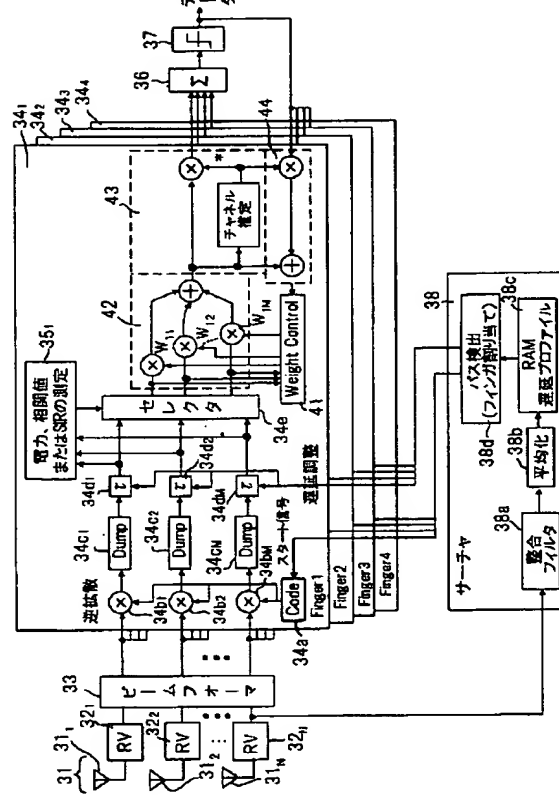 31
31₁
31₂
31N
32₁
RV
32₂
RV
RV
33
ビームフォーマ
逆拡散
34b₁
34b₂
34bM
34c₁
Dump
34c₂
Dump
34CM
Dump
スタート信号
Code
34a
34d₁
τ
34d₂
τ
34dM
τ
遅延調整
35₁
電力、相関値
またはSIRの測定
セレクタ
34e
42
W₁₁
W₁₂
W₁M
Weight Control
41
43
チャネル
推定
*
44
34₁
34₂
34₃
34₄
Finger1
Finger2
Finger3
Finger4
36
Σ
37
データ
38
サーチャ
38a
整合
フィルタ
38b
平均化
38c
RAM
遅延プロファイル
38d
パス検出
(フィンガ割り当て)